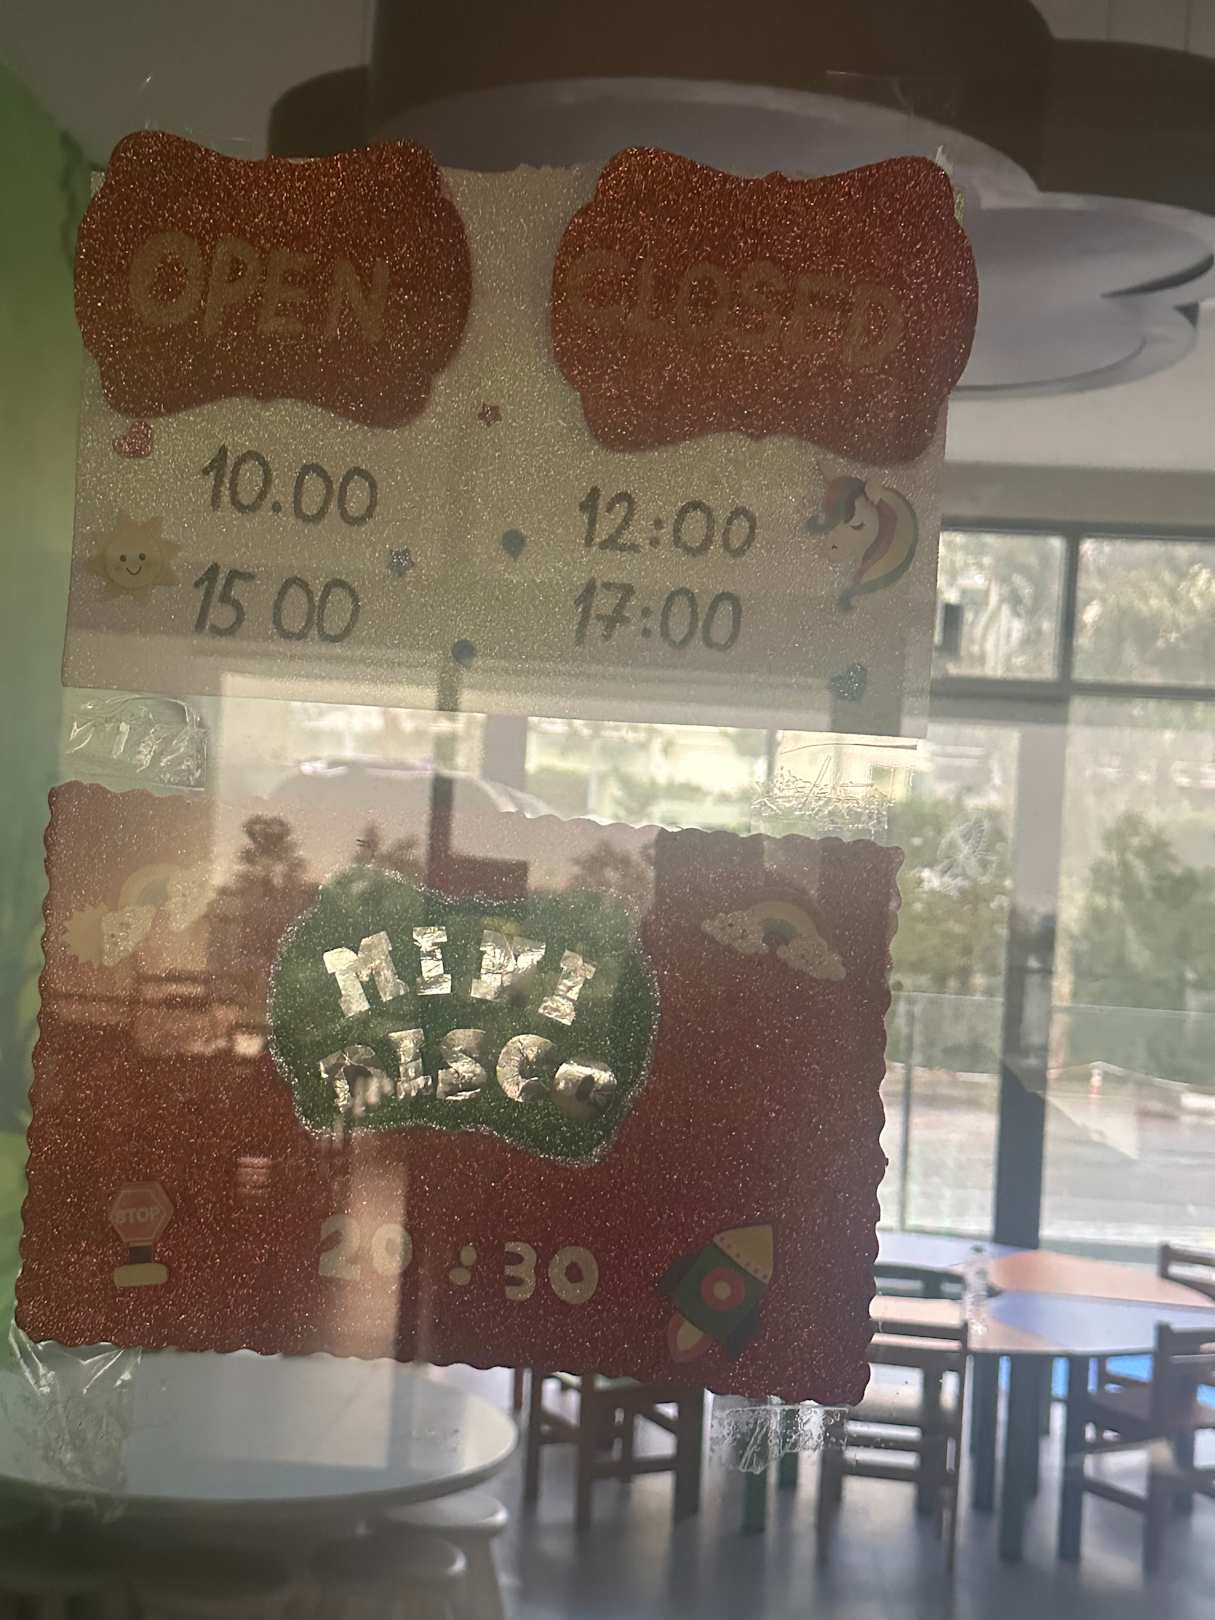 OPEN CLOSED
10.00 12:00
15 00 17:00
MINI
DISCO
STOP
20:30